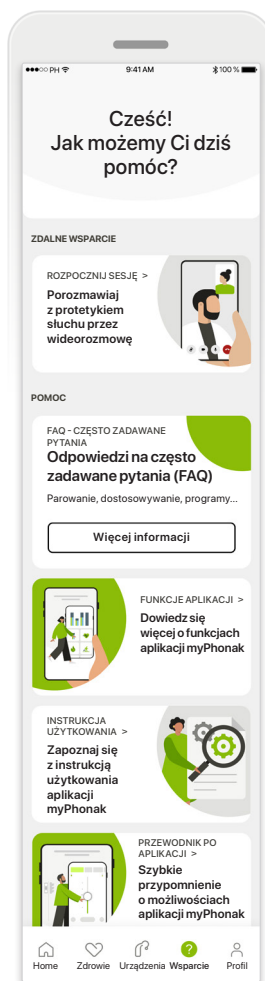 PH 9:41 AM 100 %
Cześć!
Jak możemy Ci dziś
pomóc?
ZDALNE WSPARCIE
ROZPOCZNIJ SESJĘ >
Porozmawiaj
z protetykiem
słuchu przez
wideorozmowę
POMOC
FAQ - CZĘSTO ZADAWANE
PYTANIA
Odpowiedzi na często
zadawane pytania (FAQ)
Parowanie, dostosowywanie, programy...
Więcej informacji
FUNKCJE APLIKACJI >
Dowiedz się
więcej o funkcjach
aplikacji myPhonak
INSTRUKCJA
UŻYTKOWANIA >
Zapoznaj się
z instrukcją
użytkowania
aplikacji
myPhonak
PRZEWODNIK PO
APLIKACJI >
Szybkie
przypomnienie
o możliwościach
aplikacji myPhonak
Home Zdrowie Urządzenia Wsparcie Profil